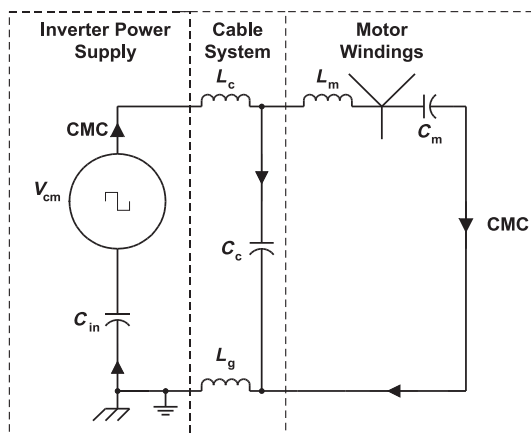 Inverter Power
Supply
Cable
System
Motor
Windings
Lc
Lm
CMC
Cm
Vcm
CMC
Cc
Cin
Lg